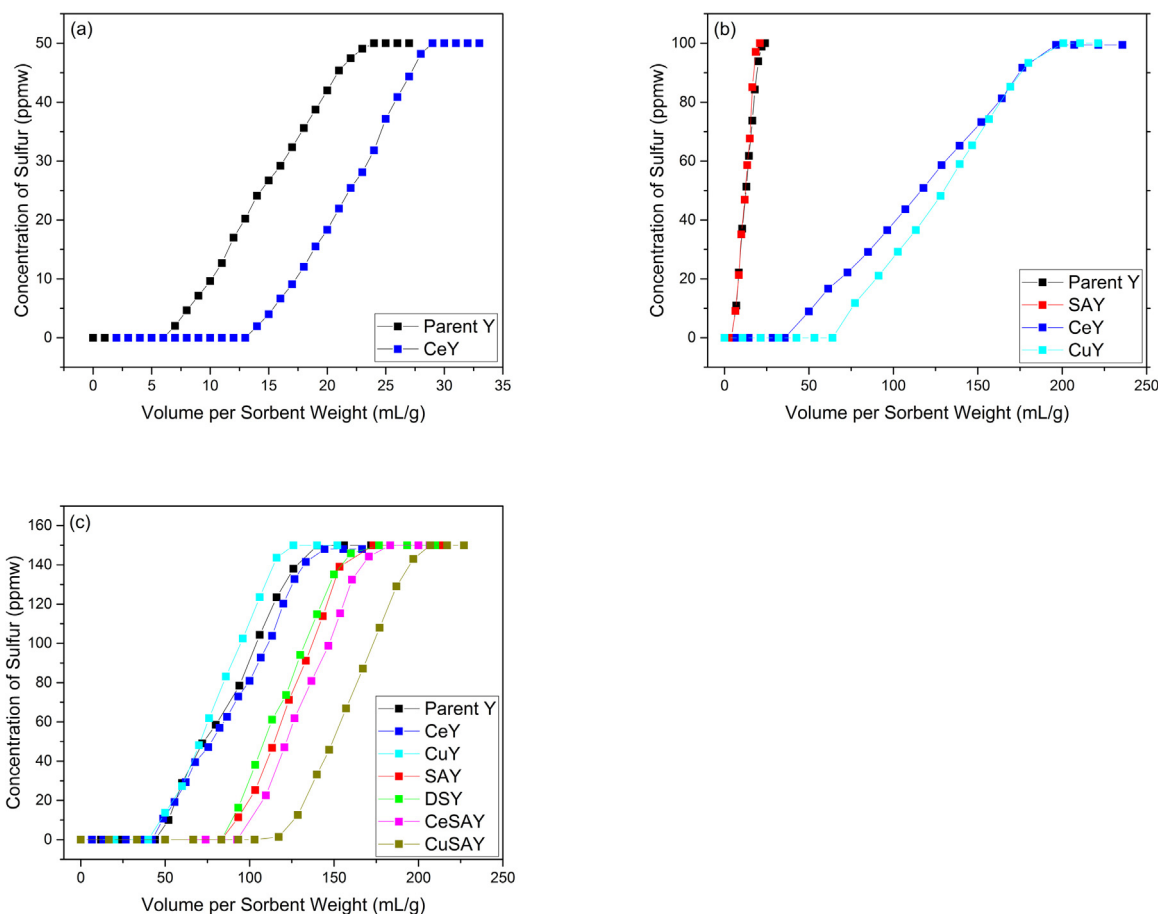 (a)
50
40
30
20
10
0
Concentration of Sulfur (ppmw)
Parent Y
CeY
0 5 10 15 20 25 30 35
Volume per Sorbent Weight (mL/g)
(b)
100
80
60
40
20
0
Concentration of Sulfur (ppmw)
Parent Y
SAY
CeY
CuY
0 50 100 150 200 250
Volume per Sorbent Weight (mL/g)
(c)
160
140
120
100
80
60
40
20
0
Concentration of Sulfur (ppmw)
Parent Y
CeY
CuY
SAY
DSY
CeSAY
CuSAY
0 50 100 150 200 250
Volume per Sorbent Weight (mL/g)